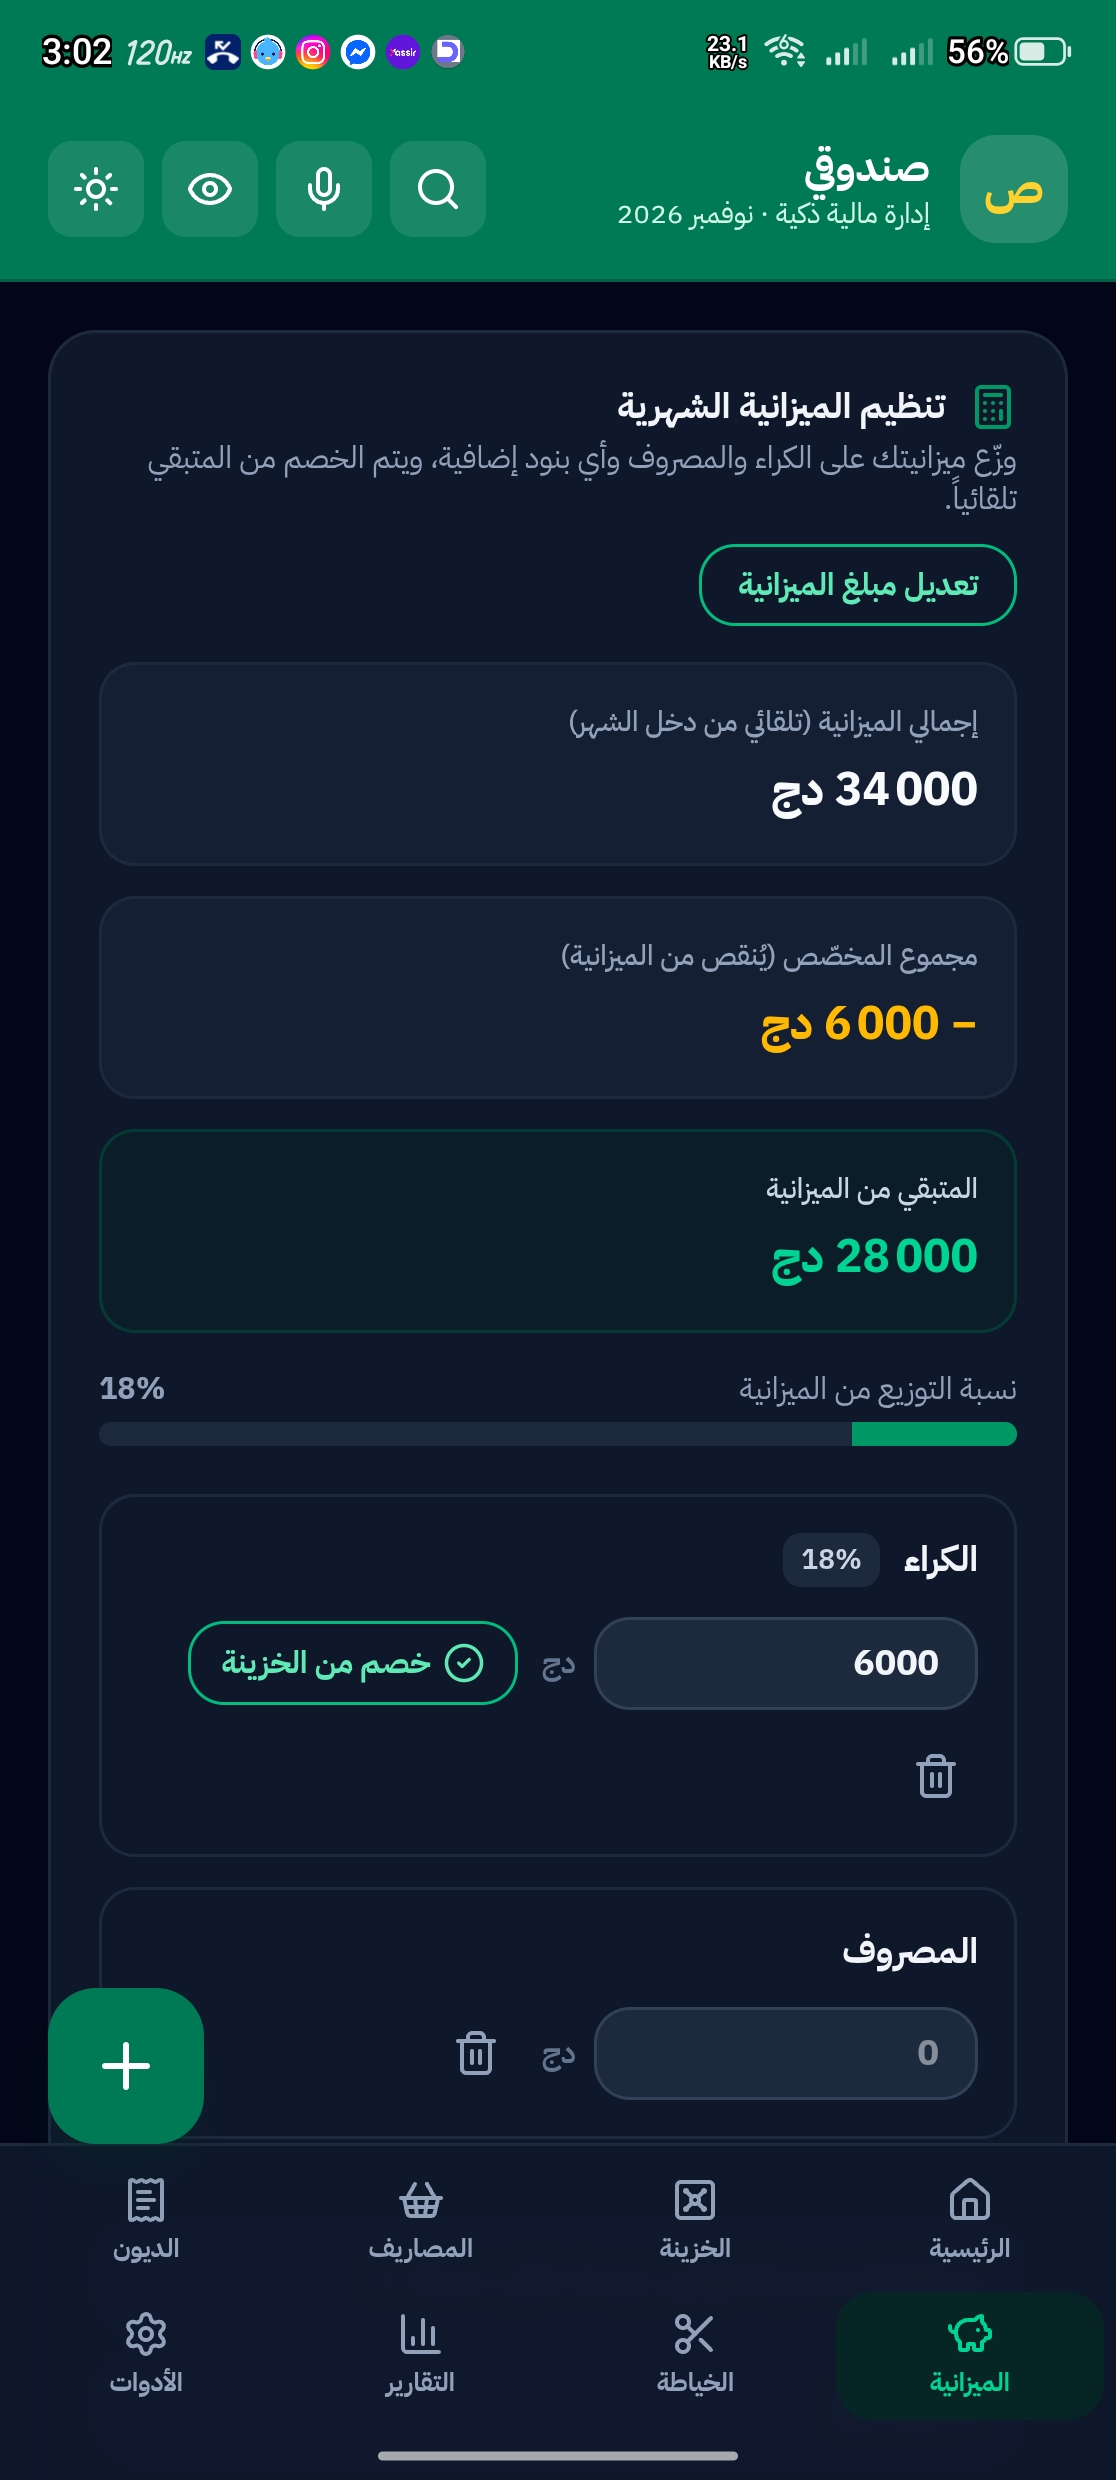 3:02 120HZ
23.1 KB/s 56%
ص
صندوقي
إدارة مالية ذكية · نوفمبر 2026
تنظيم الميزانية الشهرية
وزّع ميزانيتك على الكراء والمصروف وأي بنود إضافية، ويتم الخصم من المتبقي
تلقائياً.
تعديل مبلغ الميزانية
إجمالي الميزانية (تلقائي من دخل الشهر)
34 000 دج
مجموع المخصّص (يُنقص من الميزانية)
− 6 000 دج
المتبقي من الميزانية
28 000 دج
نسبة التوزيع من الميزانية 18%
الكراء 18%
6000 دج خصم من الخزينة
المصروف
0 دج
الرئيسية الخزينة المصاريف الديون
الميزانية الخياطة التقارير الأدوات